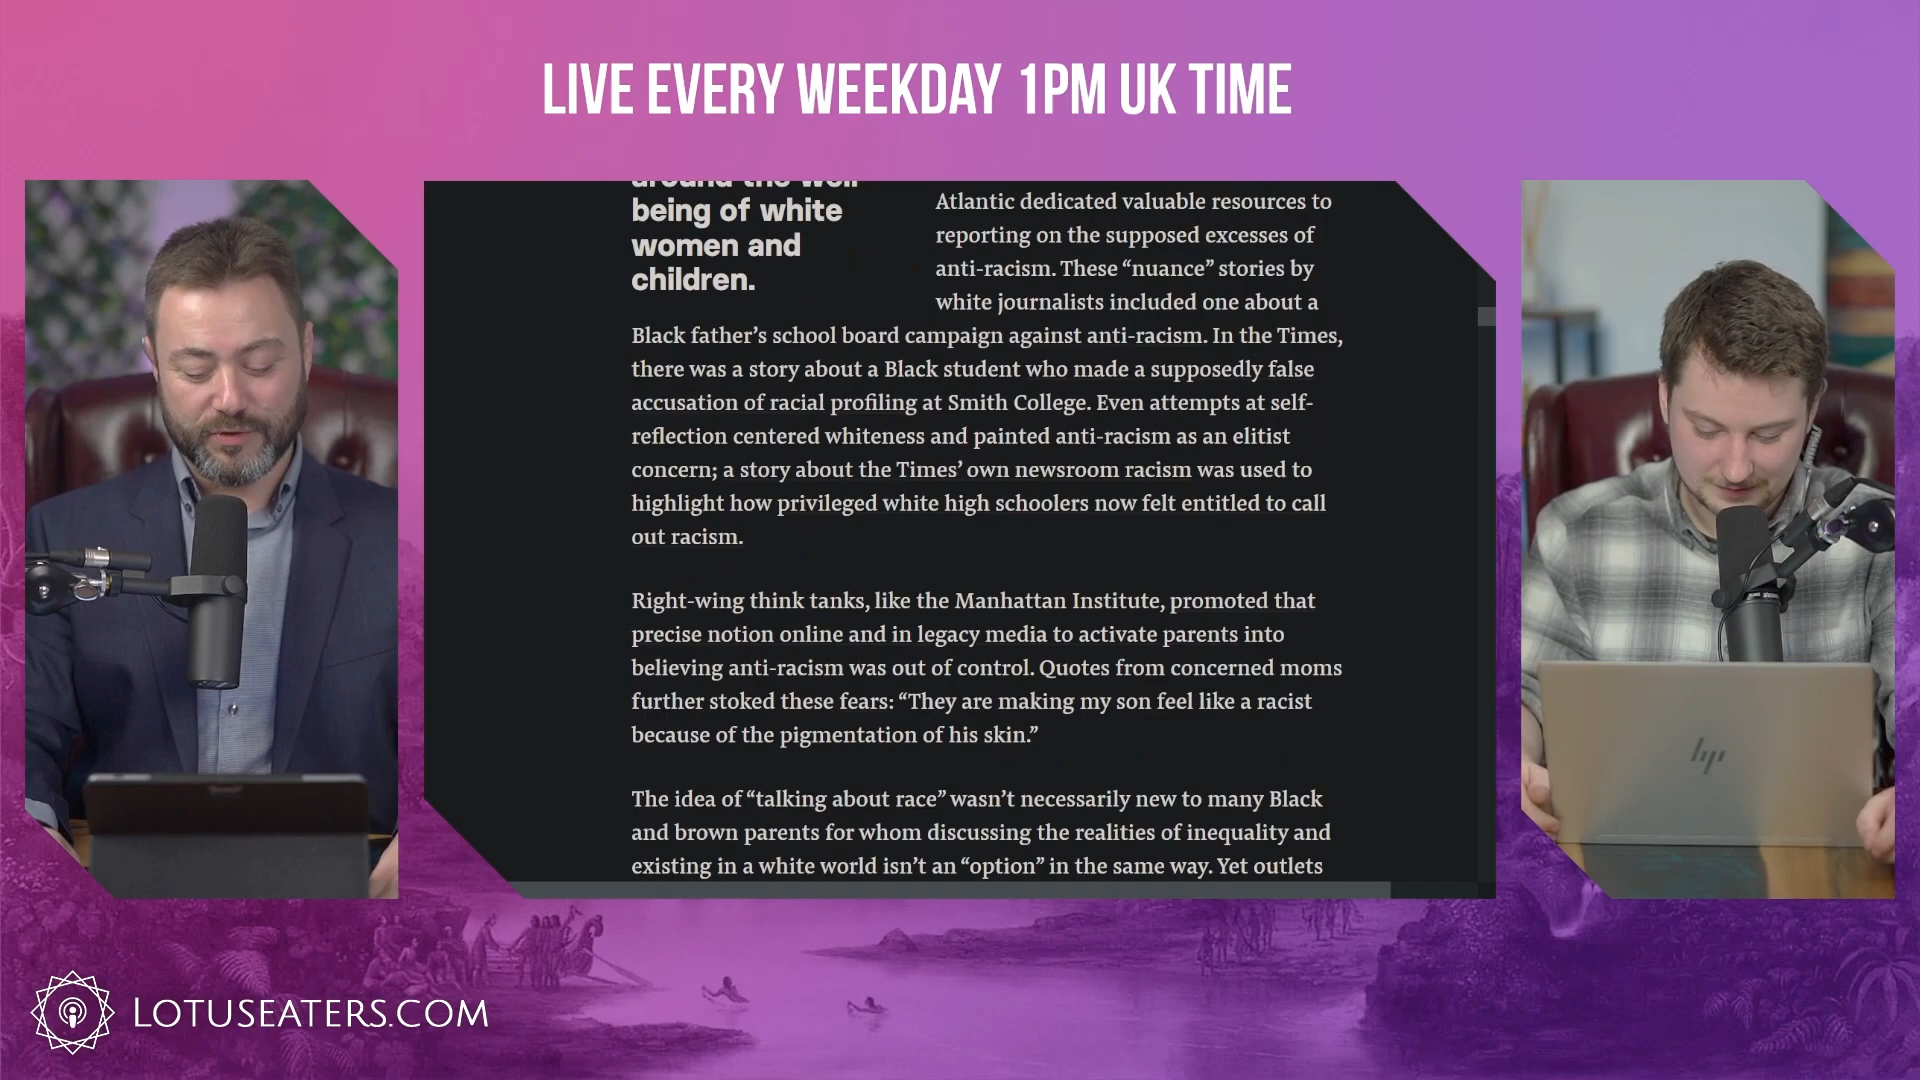 LIVE EVERY WEEKDAY 1PM UK TIME
around the well-
being of white
women and
children.
Atlantic dedicated valuable resources to
reporting on the supposed excesses of
anti-racism. These “nuance” stories by
white journalists included one about a
Black father’s school board campaign against anti-racism. In the Times,
there was a story about a Black student who made a supposedly false
accusation of racial profiling at Smith College. Even attempts at self-
reflection centered whiteness and painted anti-racism as an elitist
concern; a story about the Times’ own newsroom racism was used to
highlight how privileged white high schoolers now felt entitled to call
out racism.
Right-wing think tanks, like the Manhattan Institute, promoted that
precise notion online and in legacy media to activate parents into
believing anti-racism was out of control. Quotes from concerned moms
further stoked these fears: “They are making my son feel like a racist
because of the pigmentation of his skin.”
The idea of “talking about race” wasn’t necessarily new to many Black
and brown parents for whom discussing the realities of inequality and
existing in a white world isn’t an “option” in the same way. Yet outlets
hp
LOTUSEATERS.COM